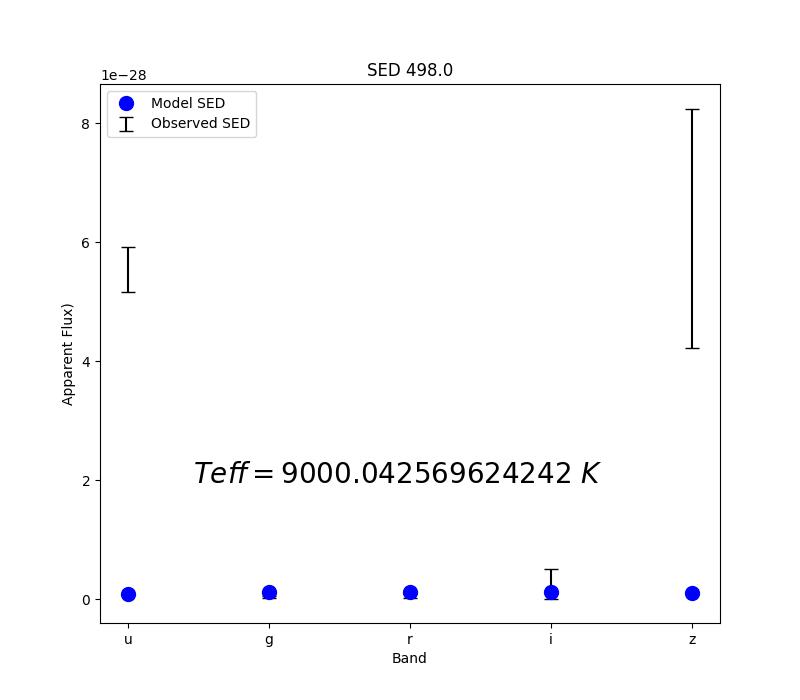 SED 498.0
1e−28
Model SED
Observed SED
8
6
4
2
0
Apparent Flux)
Teff = 9000.042569624242 K
u g r i z
Band